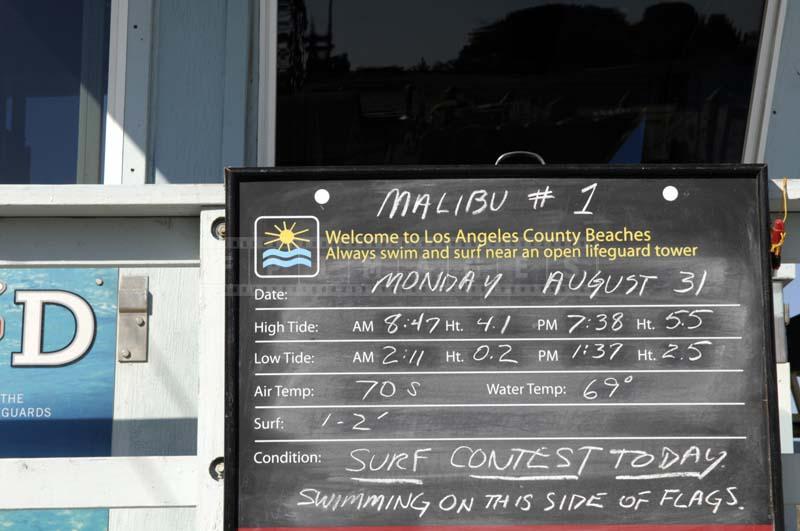 MALIBU # 1
Welcome to Los Angeles County Beaches
Always swim and surf near an open lifeguard tower
Date: MONDAY AUGUST 31
High Tide: AM 8:47 Ht. 4.1 PM 7:38 Ht. 5.5
Low Tide: AM 2:11 Ht. 0.2 PM 1:37 Ht. 2.5
Air Temp: 70s Water Temp: 69°
Surf: 1-2'
Condition: SURF CONTEST TODAY
SWIMMING ON THIS SIDE OF FLAGS.
D
THE
GUARDS